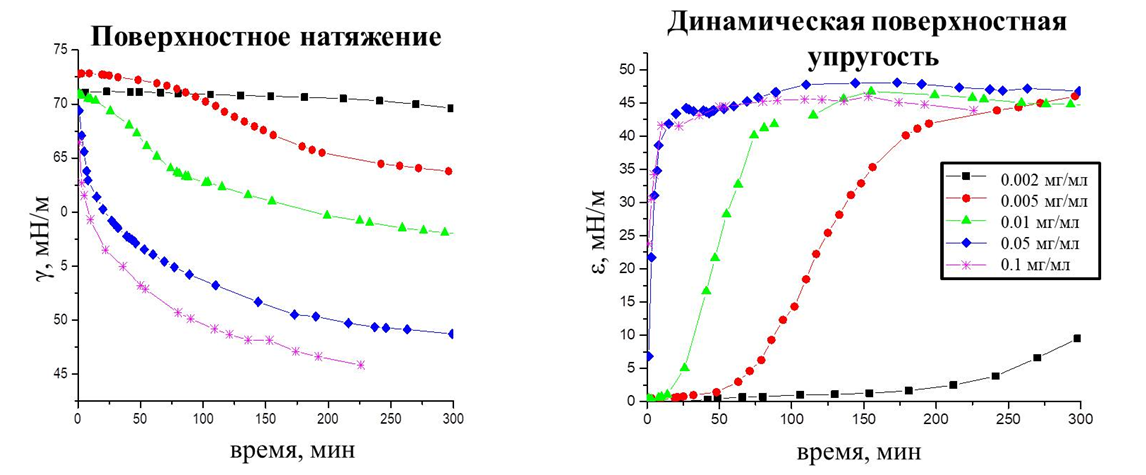 Поверхностное натяжение
75
70
65
0
5
50
45
0
50
100
150
200
250
300
γ, мН/м
время, мин
Динамическая поверхностная
упругость
50
45
40
35
30
25
20
15
10
5
0
0
50
100
150
200
250
300
ε, мН/м
время, мин
0.002 мг/мл
0.005 мг/мл
0.01 мг/мл
0.05 мг/мл
0.1 мг/мл